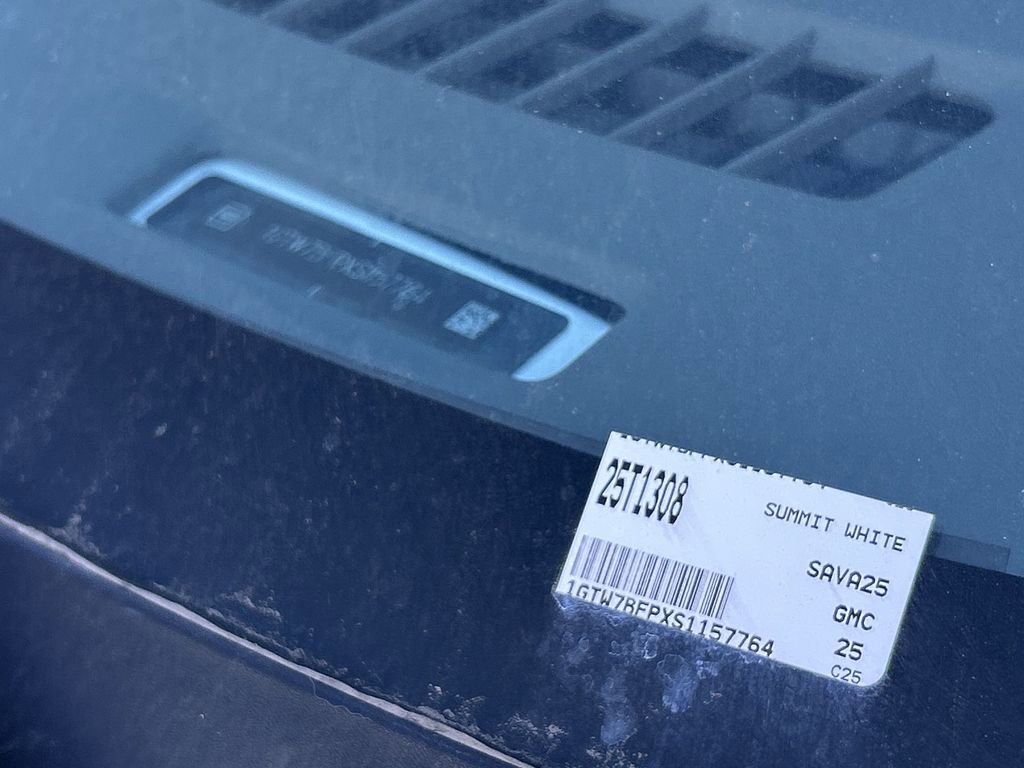 25T1308
SUMMIT WHITE
SAVA25
1GTW7BFPXS1157764
GMC
25
C25